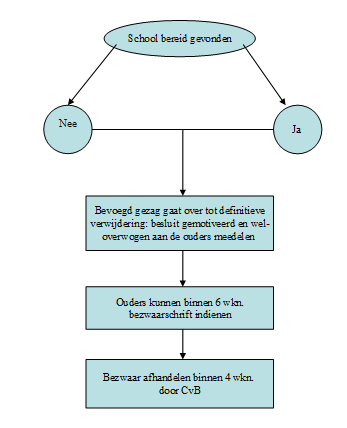 School bereid gevonden
Nee
Ja
Bevoegd gezag gaat over tot definitieve
verwijdering: besluit gemotiveerd en wel-
overwogen aan de ouders meedelen
Ouders kunnen binnen 6 wkn.
bezwaarschrift indienen
Bezwaar afhandelen binnen 4 wkn.
door CvB